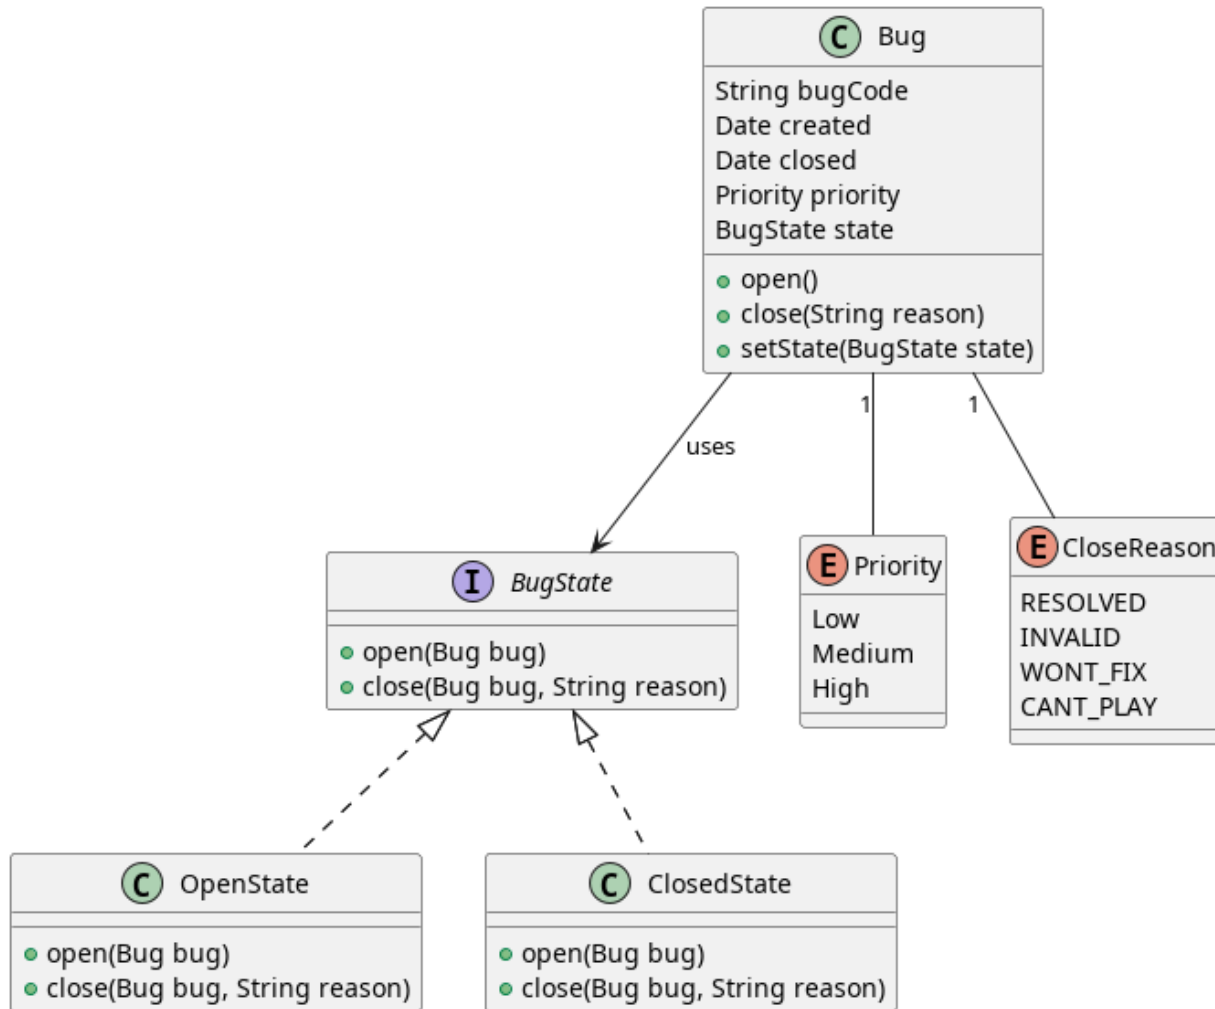 C Bug
String bugCode
Date created
Date closed
Priority priority
BugState state
open()
close(String reason)
setState(BugState state)
1
1
uses
I BugState
open(Bug bug)
close(Bug bug, String reason)
E Priority
Low
Medium
High
E CloseReason
RESOLVED
INVALID
WONT_FIX
CANT_PLAY
C OpenState
open(Bug bug)
close(Bug bug, String reason)
C ClosedState
open(Bug bug)
close(Bug bug, String reason)